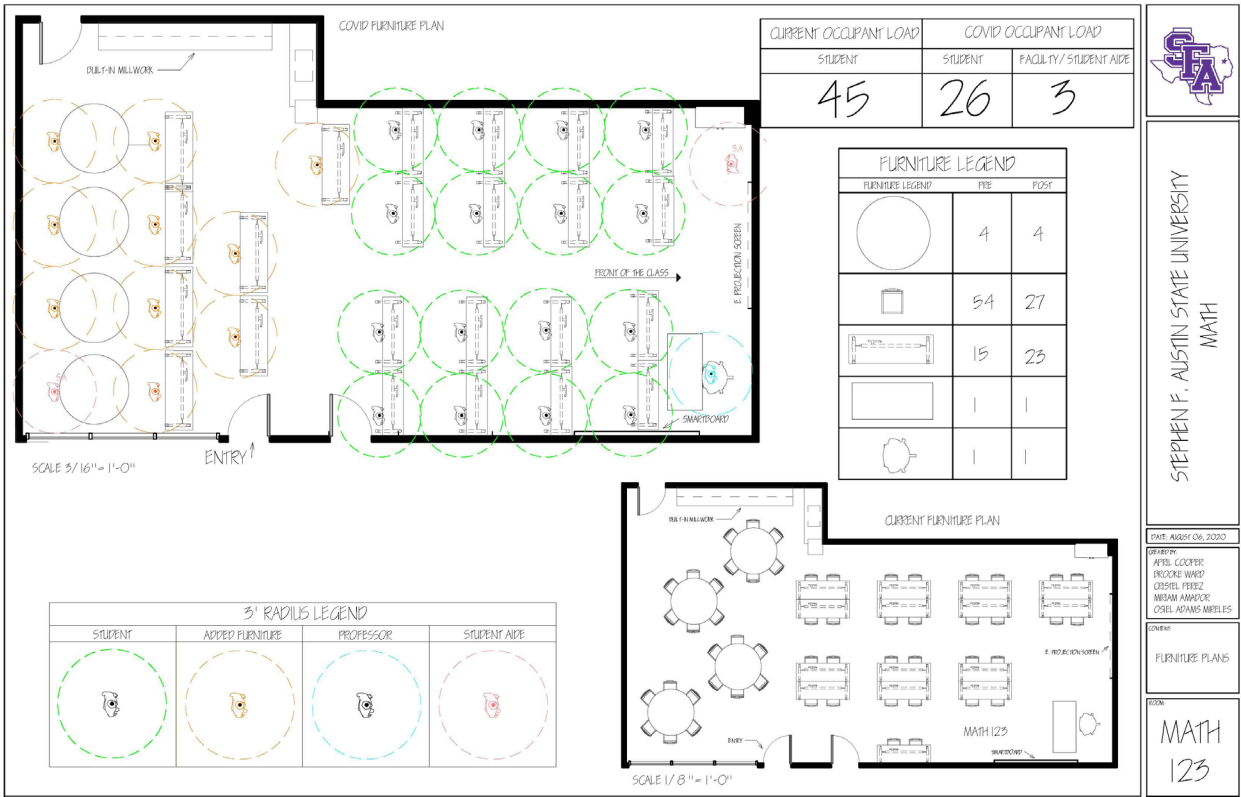 COVID FURNITURE PLAN
BUILT-IN MILLWORK
SA
E. PROJECTION SCREEN
FRONT OF THE CLASS
SMARTBOARD
ENTRY
SCALE 3/16" = 1'-0"
CURRENT OCCUPANT LOAD
COVID OCCUPANT LOAD
STUDENT
STUDENT
FACULTY/STUDENT AIDE
45
26
3
FURNITURE LEGEND
FURNITURE LEGEND PRE POST
4 4
54 27
15 23
1 1
1 1
CURRENT FURNITURE PLAN
BUILT-IN MILLWORK
E. PROJECTION SCREEN
MATH 123
SMARTBOARD
ENTRY
SCALE 1/8" = 1'-0"
3' RADIUS LEGEND
STUDENT
ADDED FURNITURE
PROFESSOR
STUDENT AIDE
SFA
STEPHEN F. AUSTIN STATE UNIVERSITY
MATH
DATE: AUGUST 06, 2020
CREATED BY:
APRIL COOPER
BROOKE WARD
CRISTEL PEREZ
MIRIAM AMADOR
OSIEL ADAMS MIRELES
CONTENTS
FURNITURE PLANS
ROOM:
MATH
123